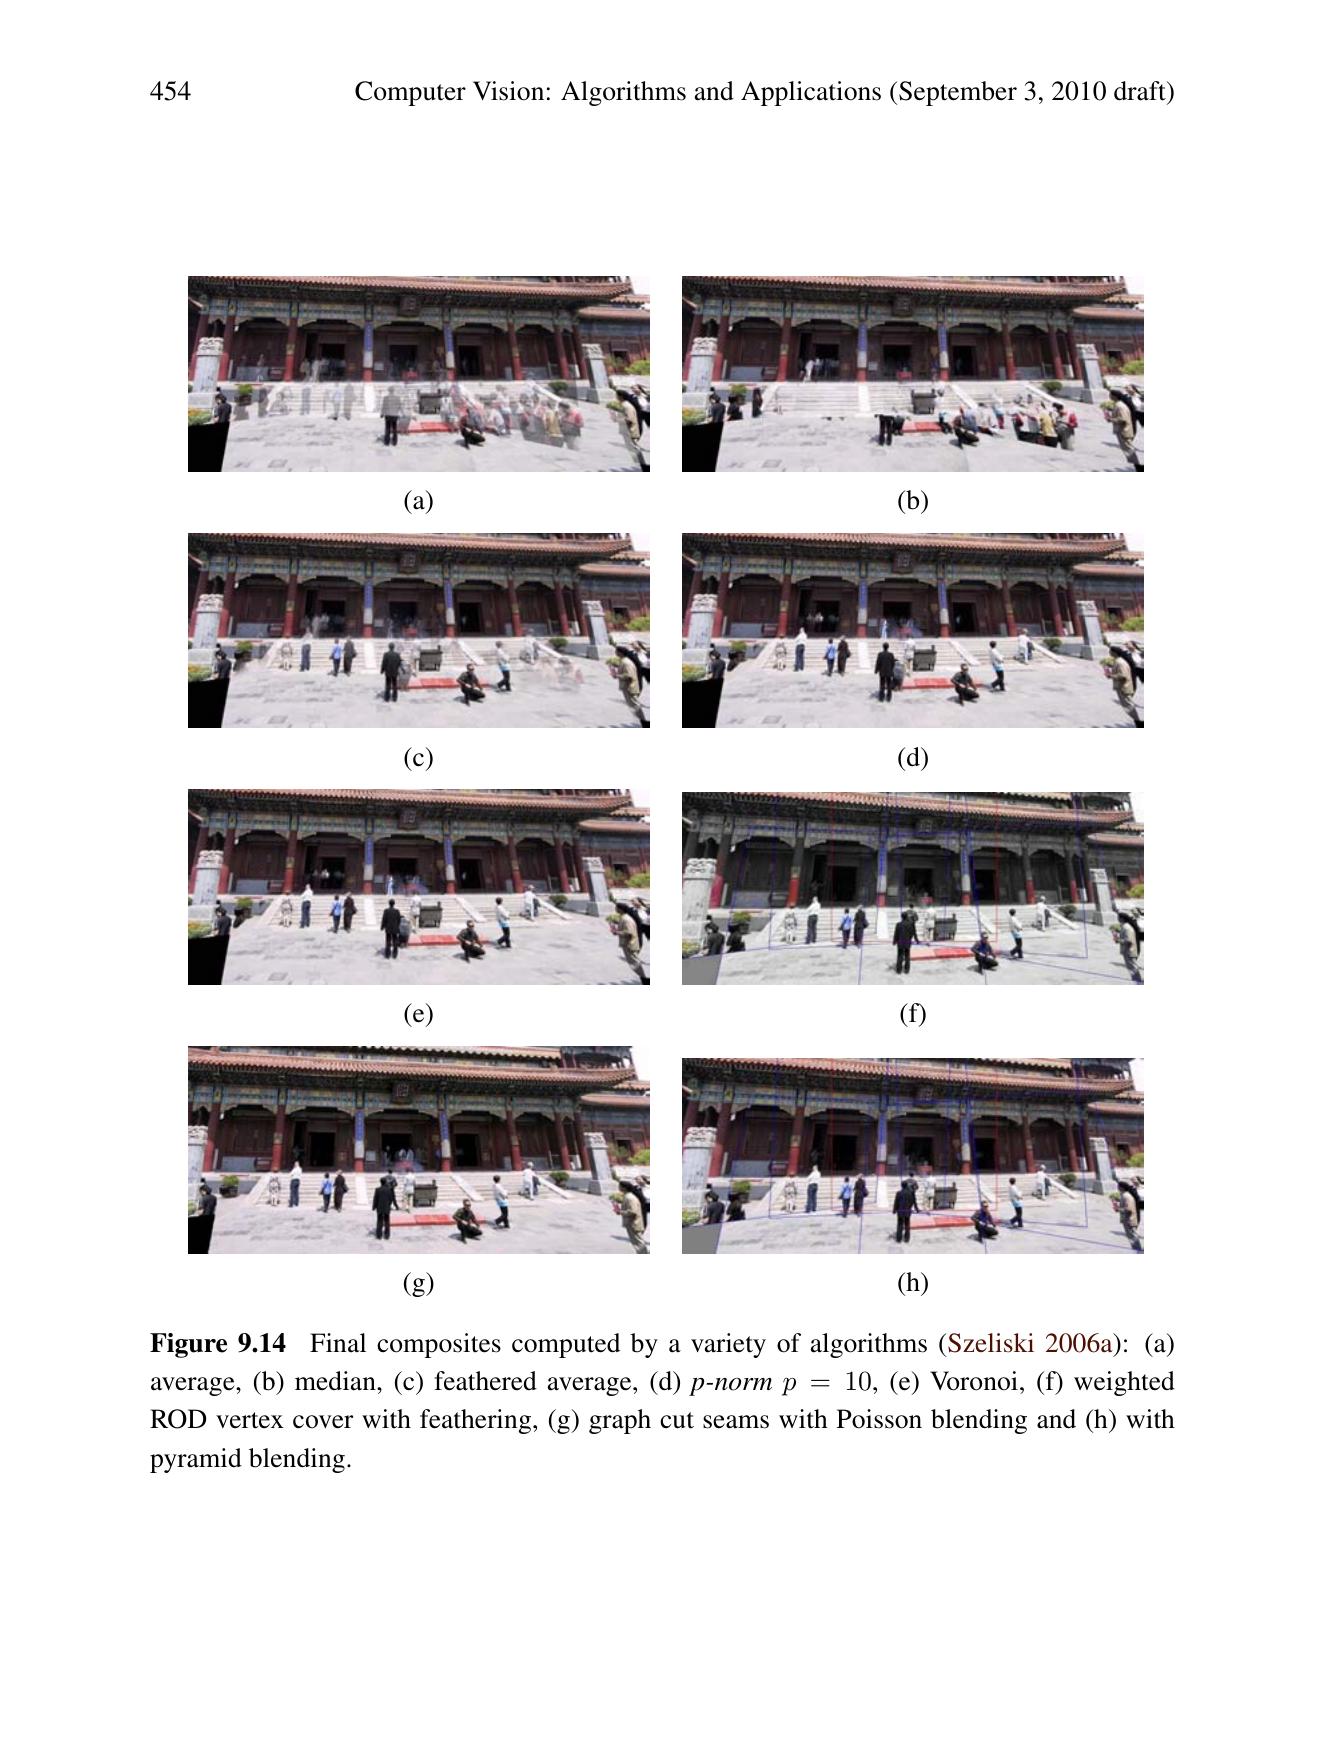 454 Computer Vision: Algorithms and Applications (September 3, 2010 draft)
(a) (b)
(c) (d)
(e) (f)
(g) (h)
Figure 9.14 Final composites computed by a variety of algorithms (Szeliski 2006a): (a)
average, (b) median, (c) feathered average, (d) p-norm p = 10, (e) Voronoi, (f) weighted
ROD vertex cover with feathering, (g) graph cut seams with Poisson blending and (h) with
pyramid blending.